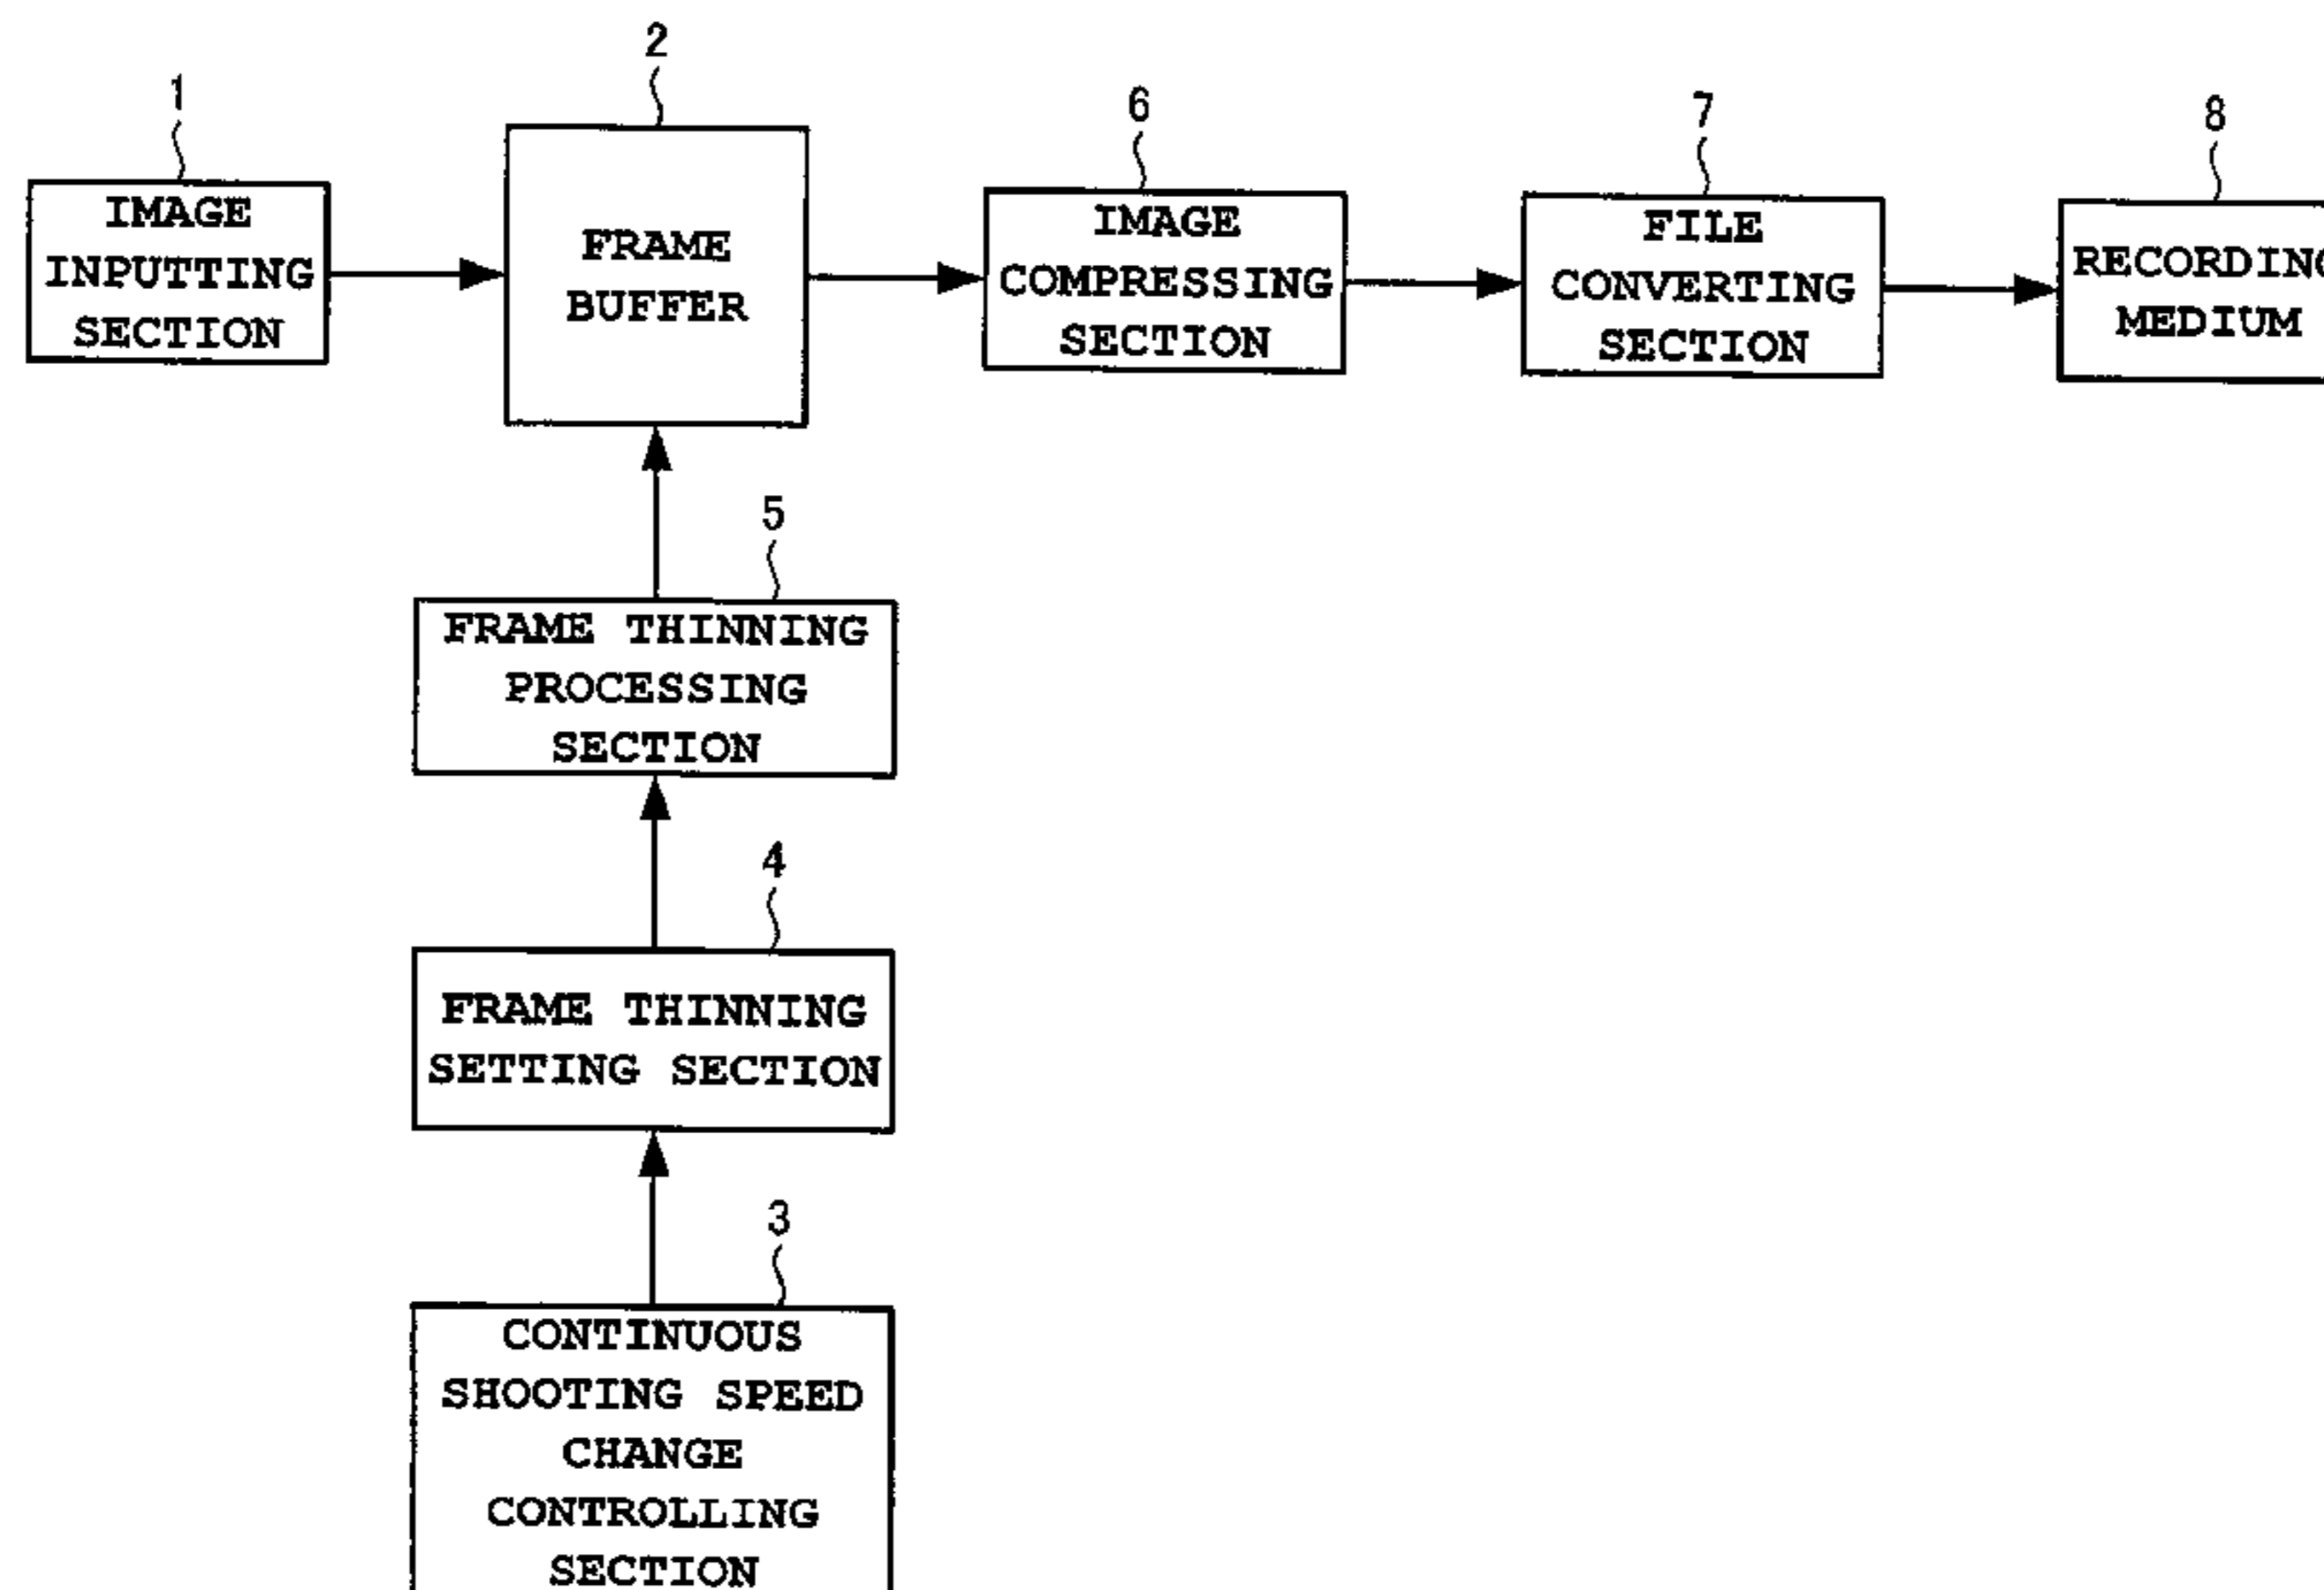 1
IMAGE
INPUTTING
SECTION
2
FRAME
BUFFER
6
IMAGE
COMPRESSING
SECTION
7
FILE
CONVERTING
SECTION
8
RECORDING
MEDIUM
5
FRAME THINNING
PROCESSING
SECTION
4
FRAME THINNING
SETTING SECTION
3
CONTINUOUS
SHOOTING SPEED
CHANGE
CONTROLLING
SECTION